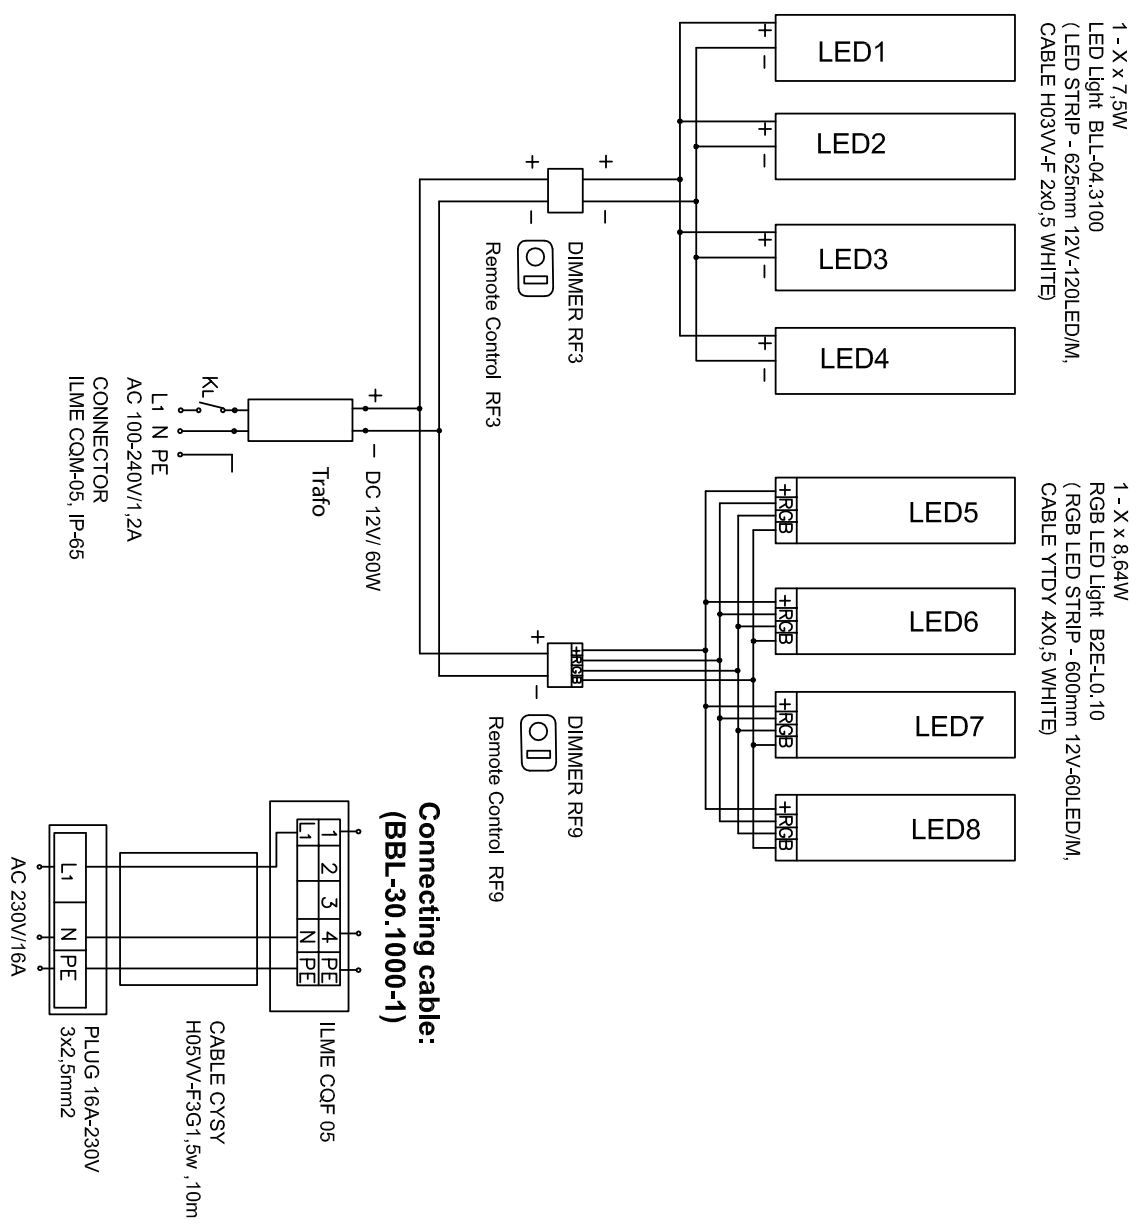 1 - X x 7,5W
LED Light BLL-04.3100
( LED STRIP - 625mm 12V-120LED/M,
CABLE H03VV-F 2x0,5 WHITE)
1 - X x 8,64W
RGB LED Light B2E-L0.10
( RGB LED STRIP - 600mm 12V-60LED/M,
CABLE YTDY 4X0,5 WHITE)
LED1
+ −
LED2
+ −
LED3
+ −
LED4
+ −
LED5
+RGB
LED6
+RGB
LED7
+RGB
LED8
+RGB
+ −
+ −
DIMMER RF3
Remote Control RF3
+RGB
+ −
DIMMER RF9
Remote Control RF9
+ − DC 12V/ 60W
Trafo
KL
L1 N PE
AC 100-240V/1,2A
CONNECTOR
ILME CQM-05, IP-65
Connecting cable:
(BBL-30.1000-1)
1 2 3 4 PE
L1 N PE
ILME CQF 05
CABLE CYSY
H05VV-F3G1,5w ,10m
L1 N PE
PLUG 16A-230V
3x2,5mm2
AC 230V/16A